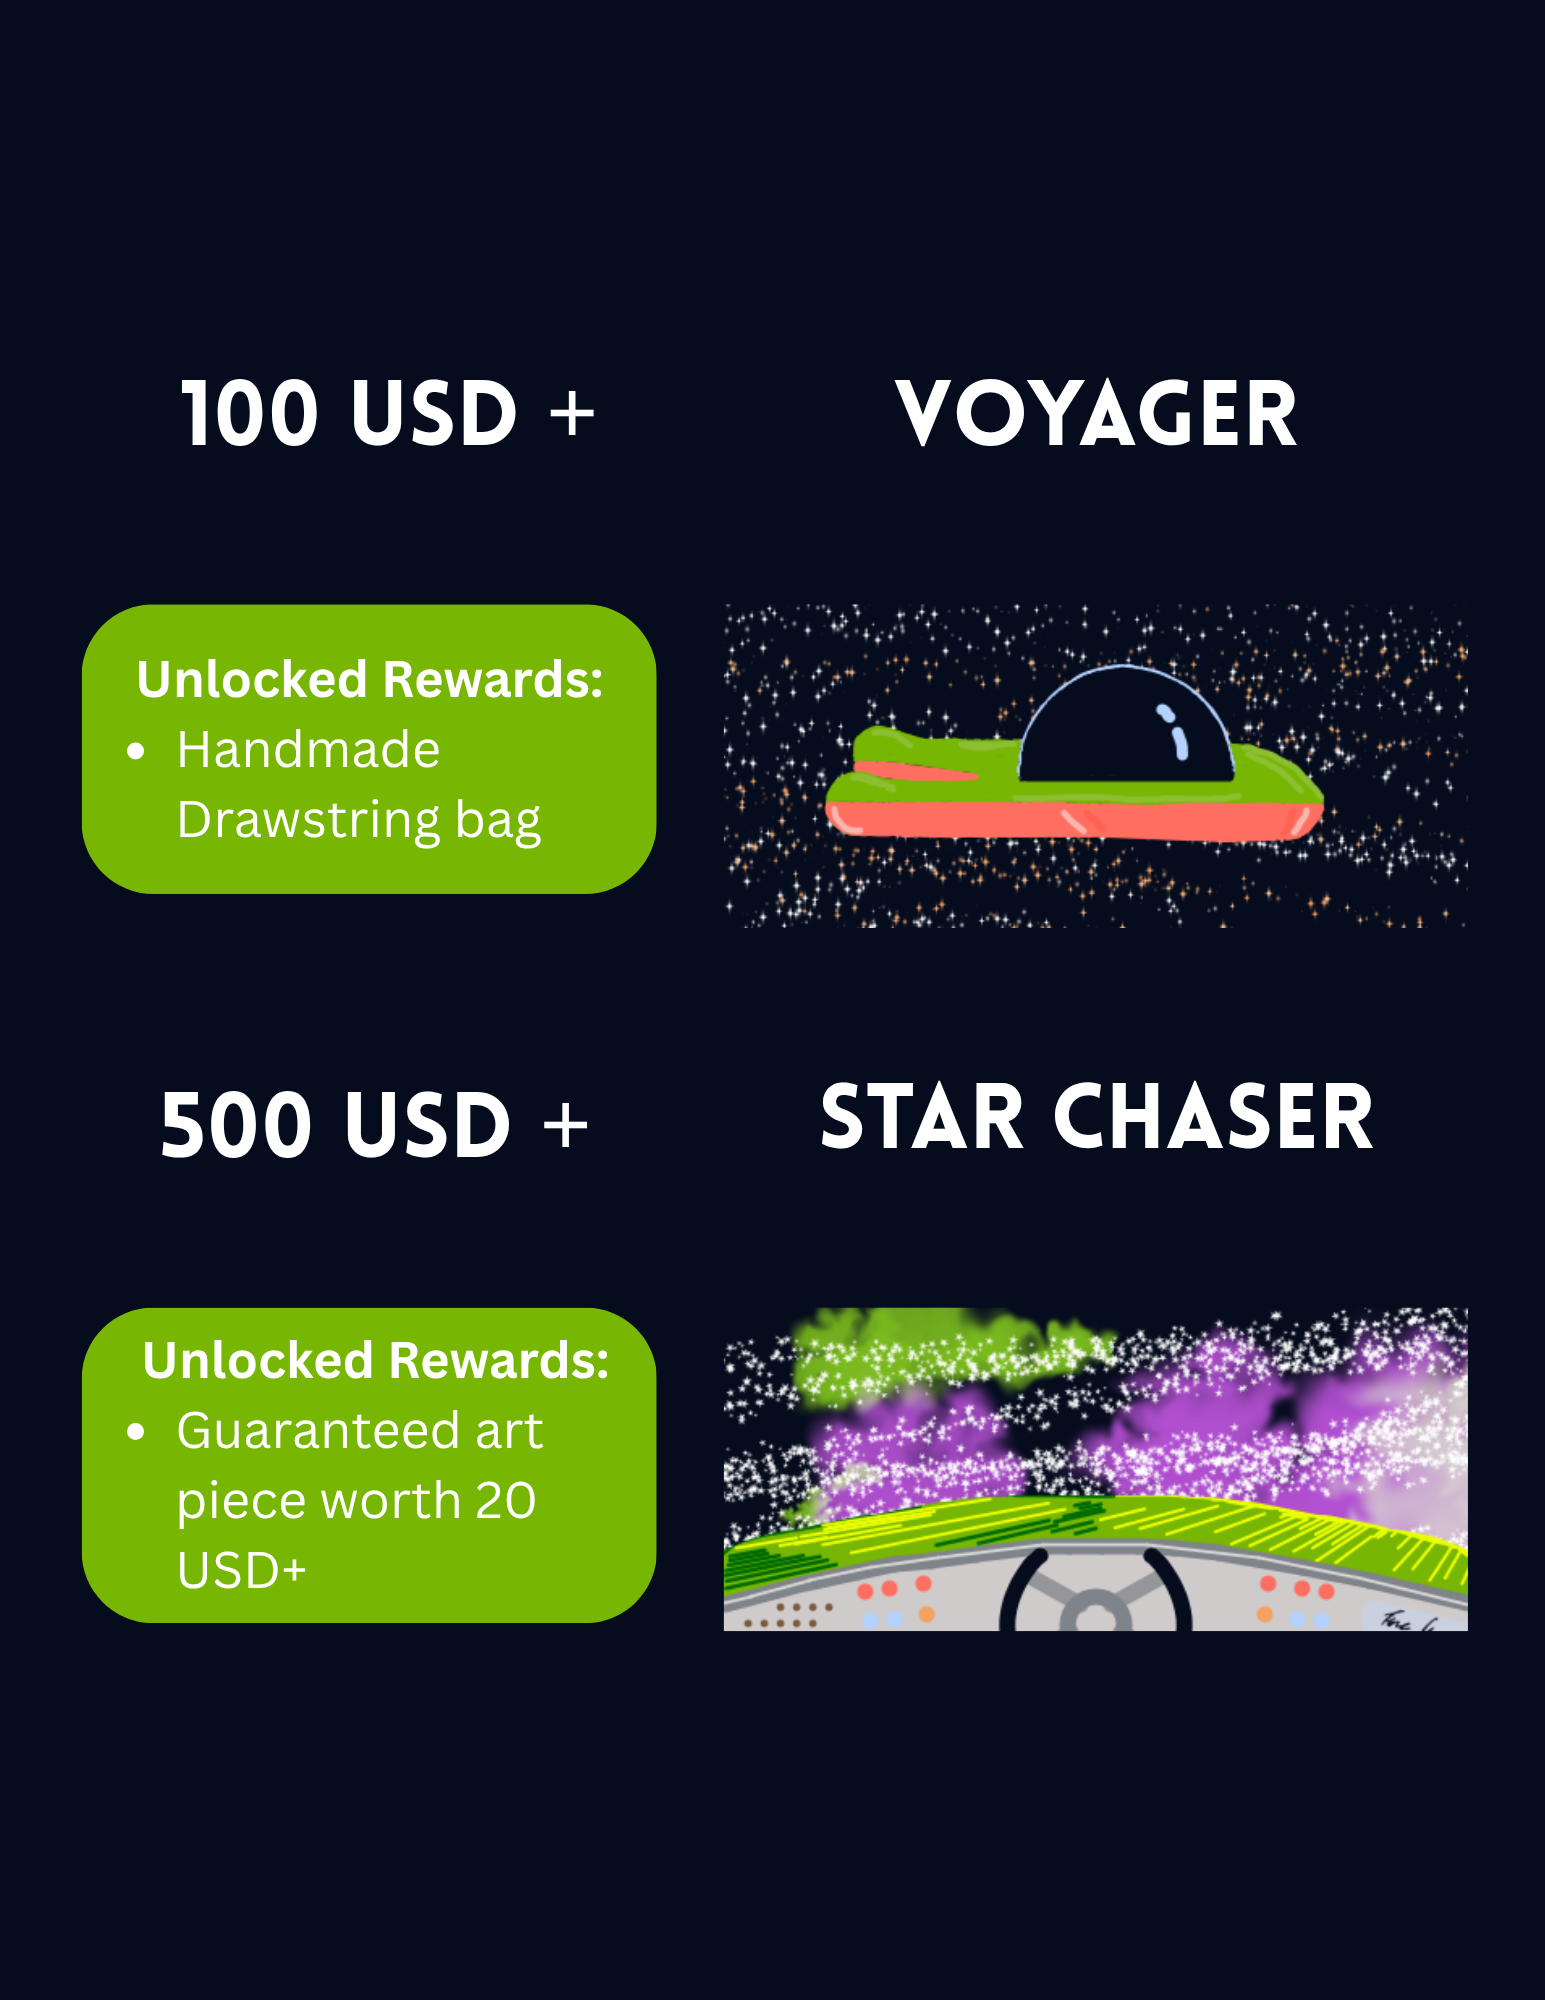 100 USD +
VOYAGER
Unlocked Rewards:
• Handmade
Drawstring bag
500 USD +
STAR CHASER
Unlocked Rewards:
• Guaranteed art
piece worth 20
USD+